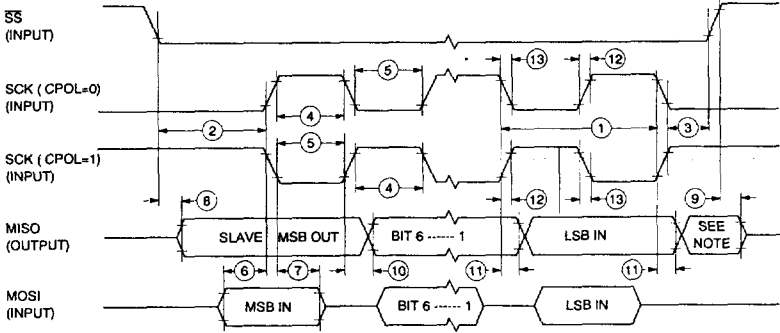 SS
(INPUT)
13
12
5
SCK ( CPOL=0)
(INPUT)
4
2
1
3
5
SCK ( CPOL=1)
(INPUT)
4
12
13
8
9
MISO
(OUTPUT)
SLAVE MSB OUT
BIT 6 ----- 1
LSB IN
SEE
NOTE
6
7
10
11
11
MOSI
(INPUT)
MSB IN
BIT 6 ----- 1
LSB IN